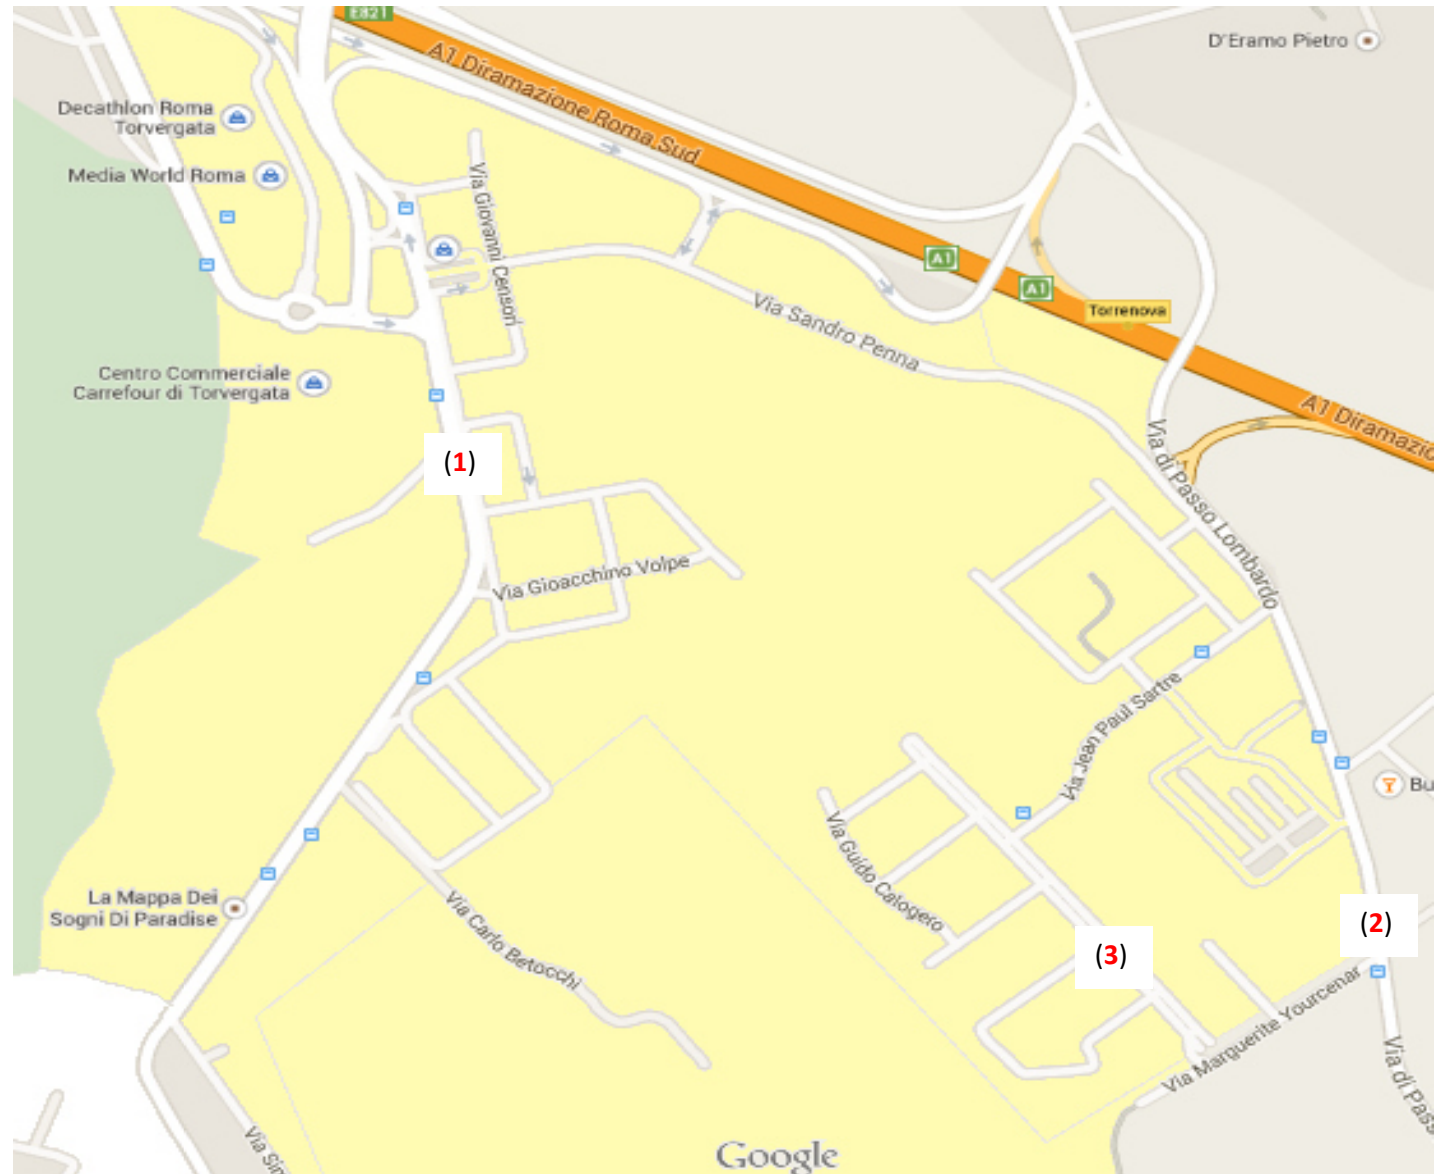 E821
A1 Diramazione Roma Sud
D'Eramo Pietro
Decathlon Roma
Torvergata
Media World Roma
Via Giovanni Censori
A1
A1
Torrenova
Via Sandro Penna
Centro Commerciale
Carrefour di Torvergata
A1 Diramazio
(1)
Via di Passo Lombardo
Via Gioacchino Volpe
Via Jean Paul Sartre
Bu
Via Guido Calogero
La Mappa Dei
Sogni Di Paradise
Via Carlo Betocchi
(2)
(3)
Via Marguerite Yourcenar
Via di Pass
Via Sin
Google